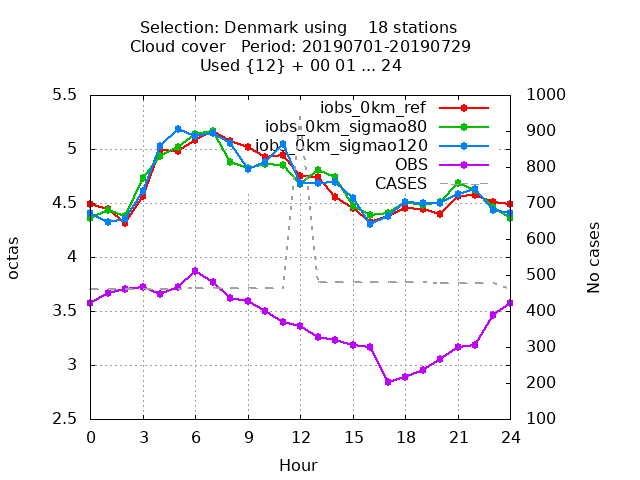 Selection: Denmark using    18 stations
Cloud cover   Period: 20190701-20190729
Used {12} + 00 01 ... 24
iobs_0km_ref
iobs_0km_sigmao80
iobs_0km_sigmao120
OBS
CASES
5.5
5
4.5
4
3.5
3
2.5
octas
1000
900
800
700
600
500
400
300
200
100
No cases
0 3 6 9 12 15 18 21 24
Hour